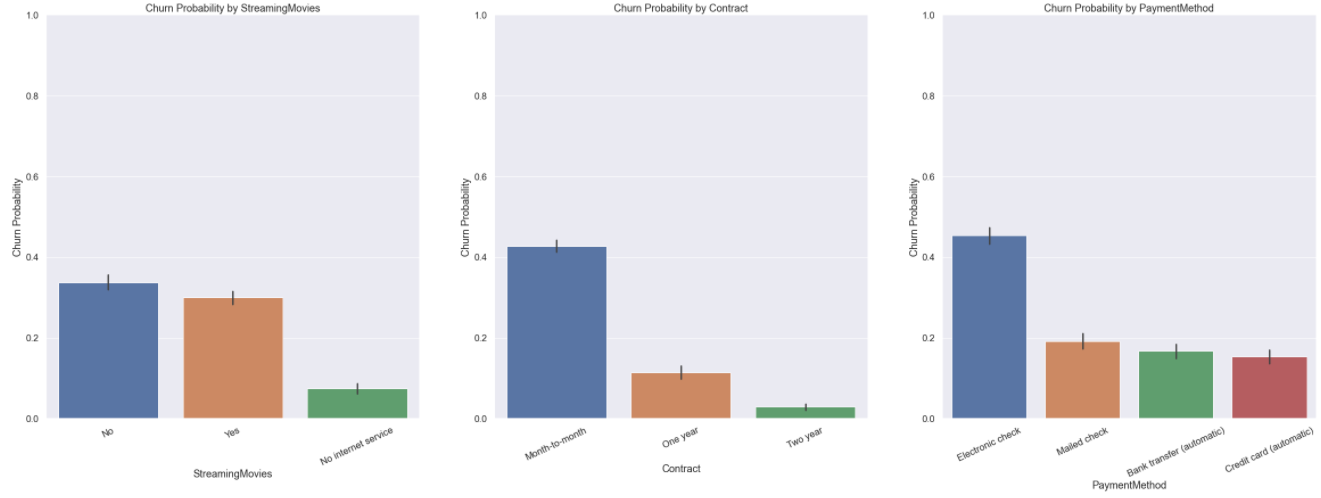 Churn Probability by StreamingMovies
1.0
0.8
0.6
0.4
0.2
0.0
Churn Probability
No
Yes
No internet service
StreamingMovies
Churn Probability by Contract
1.0
0.8
0.6
0.4
0.2
0.0
Churn Probability
Month-to-month
One year
Two year
Contract
Churn Probability by PaymentMethod
1.0
0.8
0.6
0.4
0.2
0.0
Churn Probability
Electronic check
Mailed check
Bank transfer (automatic)
Credit card (automatic)
PaymentMethod